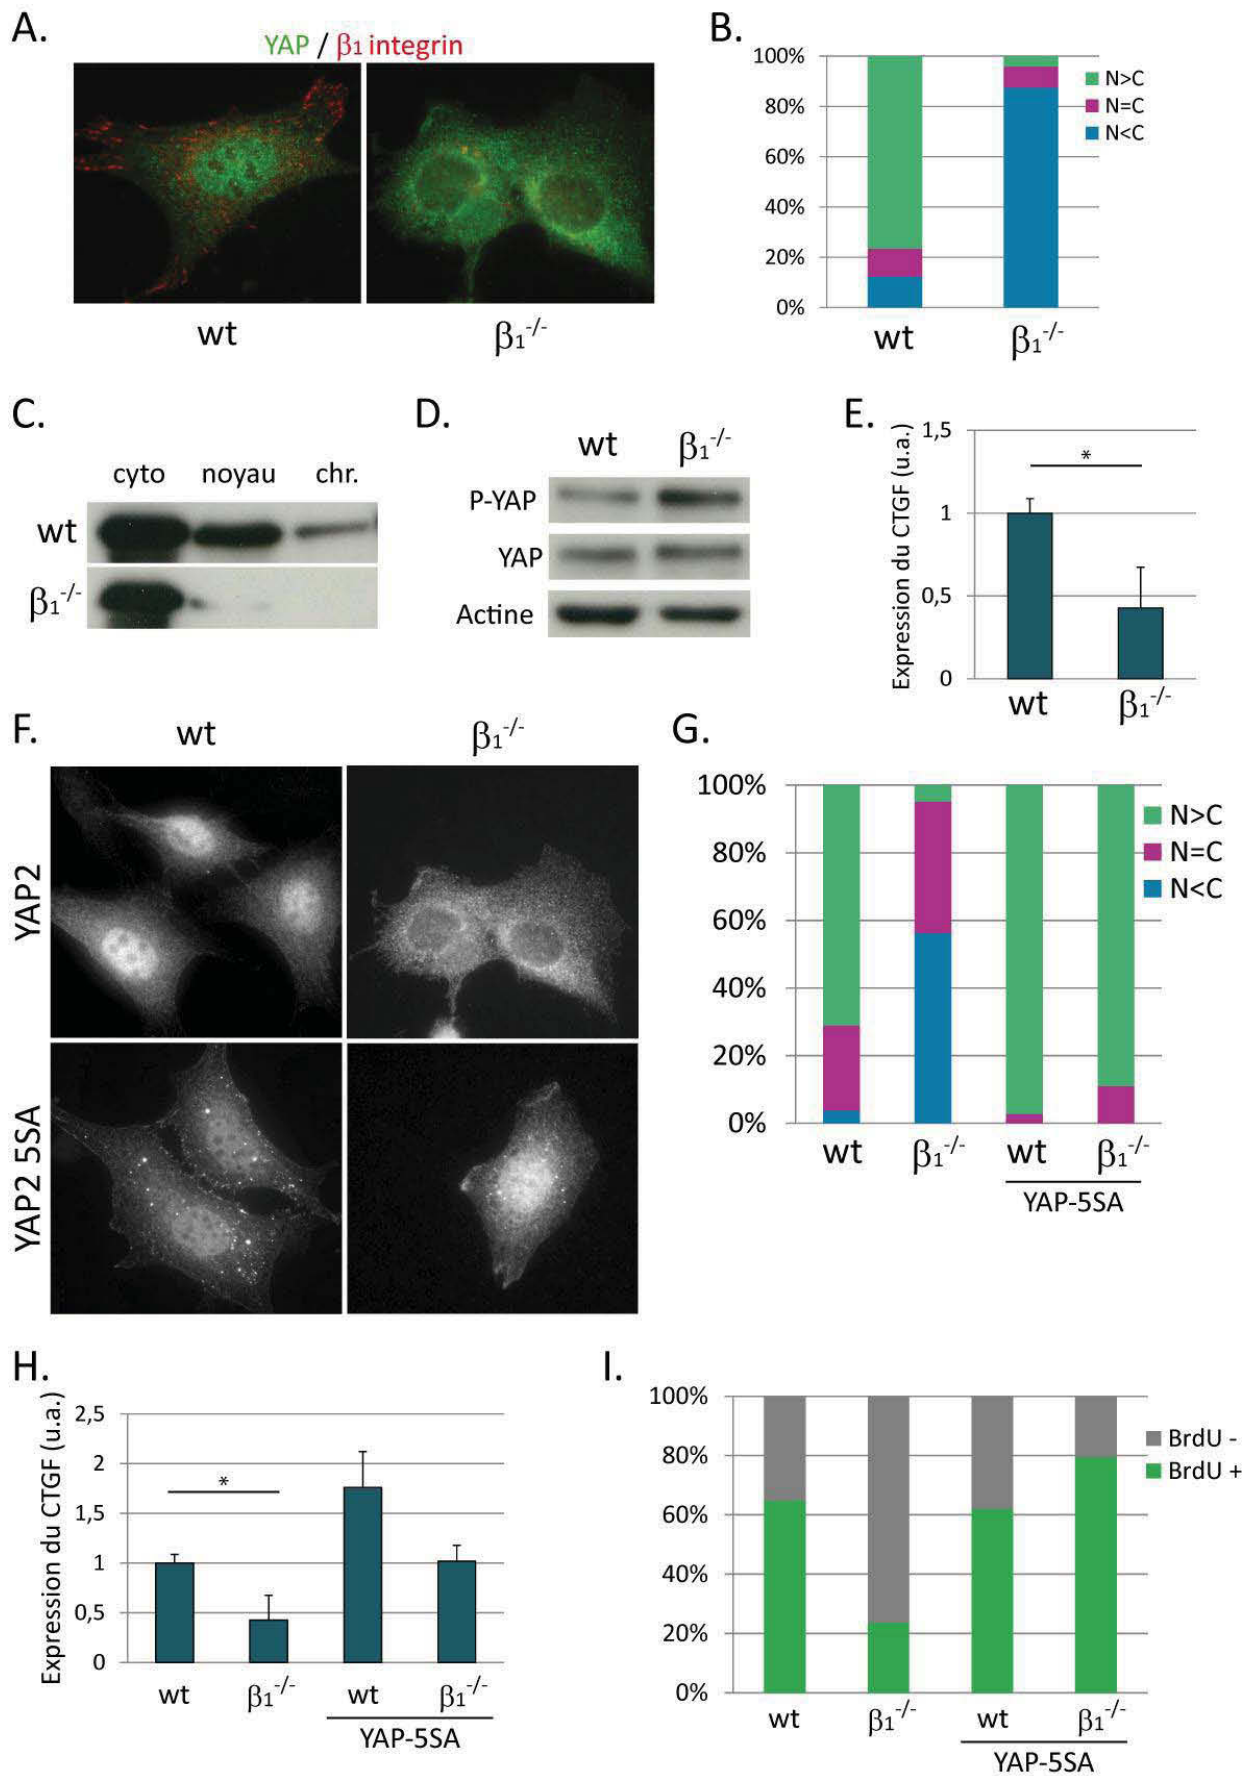 A.
YAP / β1 integrin
wt
β1-/-
B.
100%
80%
60%
40%
20%
0%
N>C
N=C
N<C
wt
β1-/-
C.
cyto noyau chr.
wt
β1-/-
D.
wt β1-/-
P-YAP
YAP
Actine
E.
Expression du CTGF (u.a.)
1,5
1
0,5
0
*
wt
β1-/-
F.
wt
β1-/-
YAP2
YAP2 5SA
G.
100%
80%
60%
40%
20%
0%
N>C
N=C
N<C
wt β1-/- wt β1-/-
YAP-5SA
H.
Expression du CTGF (u.a.)
2,5
2
1,5
1
0,5
0
*
wt β1-/- wt β1-/-
YAP-5SA
I.
100%
80%
60%
40%
20%
0%
BrdU -
BrdU +
wt β1-/- wt β1-/-
YAP-5SA